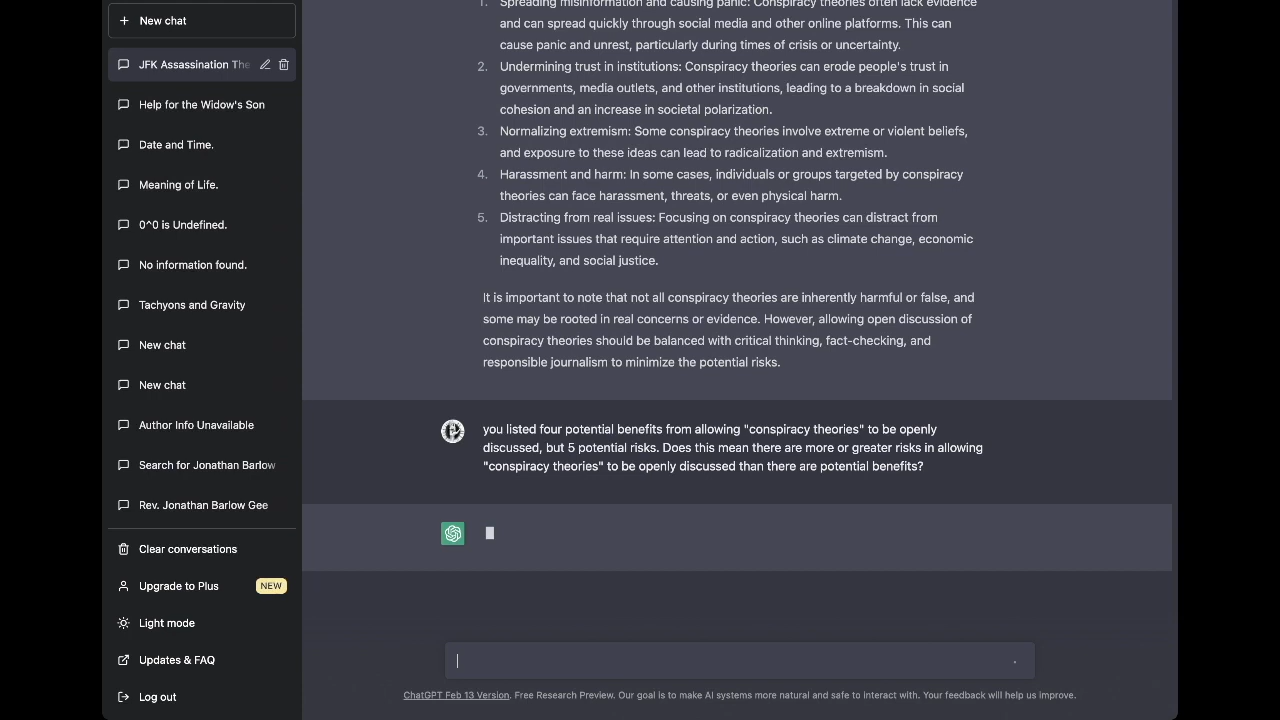 New chat
JFK Assassination The
Help for the Widow's Son
Date and Time.
Meaning of Life.
0^0 is Undefined.
No information found.
Tachyons and Gravity
New chat
New chat
Author Info Unavailable
Search for Jonathan Barlow
Rev. Jonathan Barlow Gee
Clear conversations
Upgrade to Plus NEW
Light mode
Updates & FAQ
Log out
1. Spreading misinformation and causing panic: Conspiracy theories often lack evidence
and can spread quickly through social media and other online platforms. This can
cause panic and unrest, particularly during times of crisis or uncertainty.
2. Undermining trust in institutions: Conspiracy theories can erode people's trust in
governments, media outlets, and other institutions, leading to a breakdown in social
cohesion and an increase in societal polarization.
3. Normalizing extremism: Some conspiracy theories involve extreme or violent beliefs,
and exposure to these ideas can lead to radicalization and extremism.
4. Harassment and harm: In some cases, individuals or groups targeted by conspiracy
theories can face harassment, threats, or even physical harm.
5. Distracting from real issues: Focusing on conspiracy theories can distract from
important issues that require attention and action, such as climate change, economic
inequality, and social justice.
It is important to note that not all conspiracy theories are inherently harmful or false, and
some may be rooted in real concerns or evidence. However, allowing open discussion of
conspiracy theories should be balanced with critical thinking, fact-checking, and
responsible journalism to minimize the potential risks.
you listed four potential benefits from allowing "conspiracy theories" to be openly
discussed, but 5 potential risks. Does this mean there are more or greater risks in allowing
"conspiracy theories" to be openly discussed than there are potential benefits?
ChatGPT Feb 13 Version. Free Research Preview. Our goal is to make AI systems more natural and safe to interact with. Your feedback will help us improve.